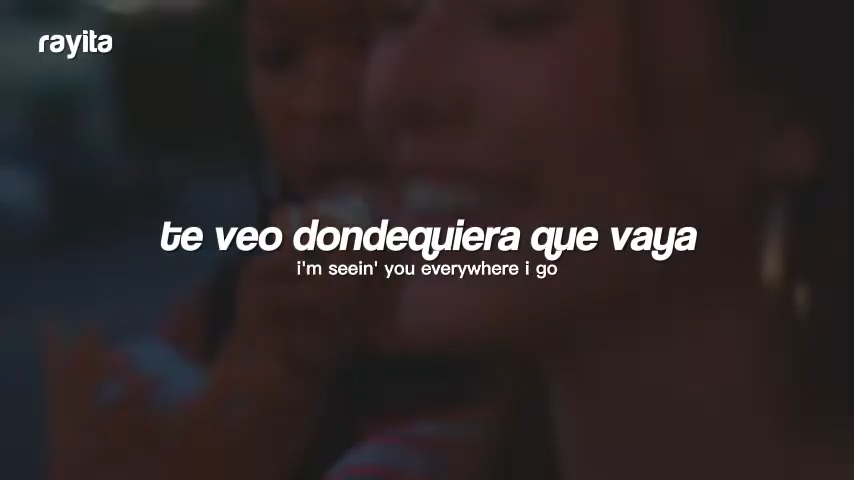 rayita
te veo dondequiera que vaya
i'm seein' you everywhere i go